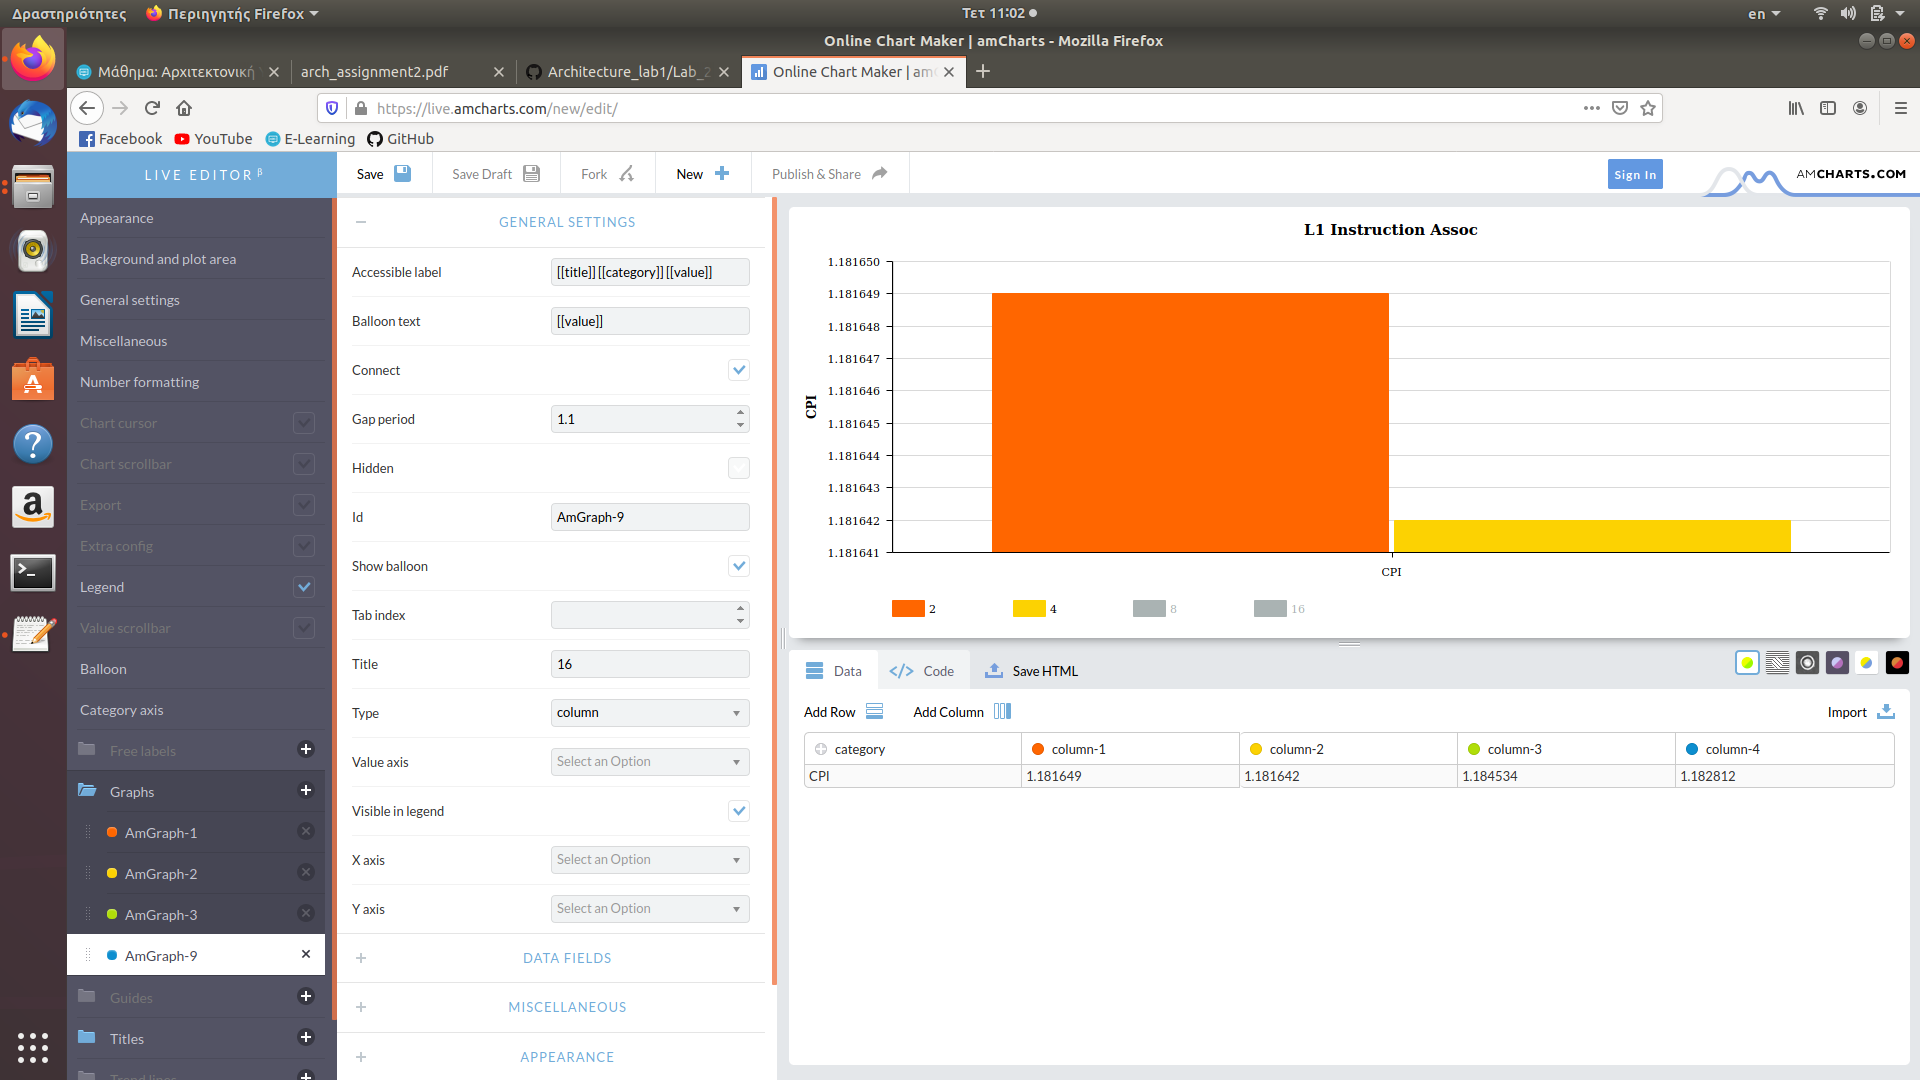 Δραστηριότητες
Περιηγητής Firefox
Τετ 11:02
en
Online Chart Maker | amCharts - Mozilla Firefox
Μάθημα: Αρχιτεκτονική
arch_assignment2.pdf
Architecture_lab1/Lab_2
Online Chart Maker | am
https://live.amcharts.com/new/edit/
Facebook
YouTube
E-Learning
GitHub
LIVE EDITOR β
Save
Save Draft
Fork
New
Publish & Share
Sign In
AMCHARTS.COM
Appearance
Background and plot area
General settings
Miscellaneous
Number formatting
Chart cursor
Chart scrollbar
Export
Extra config
Legend
Value scrollbar
Balloon
Category axis
Free labels
Graphs
AmGraph-1
AmGraph-2
AmGraph-3
AmGraph-9
Guides
Titles
Trend lines
GENERAL SETTINGS
Accessible label
[[title]] [[category]] [[value]]
Balloon text
[[value]]
Connect
Gap period
1.1
Hidden
Id
AmGraph-9
Show balloon
Tab index
Title
16
Type
column
Value axis
Select an Option
Visible in legend
X axis
Select an Option
Y axis
Select an Option
DATA FIELDS
MISCELLANEOUS
APPEARANCE
L1 Instruction Assoc
CPI
1.181650
1.181649
1.181648
1.181647
1.181646
1.181645
1.181644
1.181643
1.181642
1.181641
CPI
2
4
8
16
Data
Code
Save HTML
Add Row
Add Column
Import
category
column-1
column-2
column-3
column-4
CPI
1.181649
1.181642
1.184534
1.182812